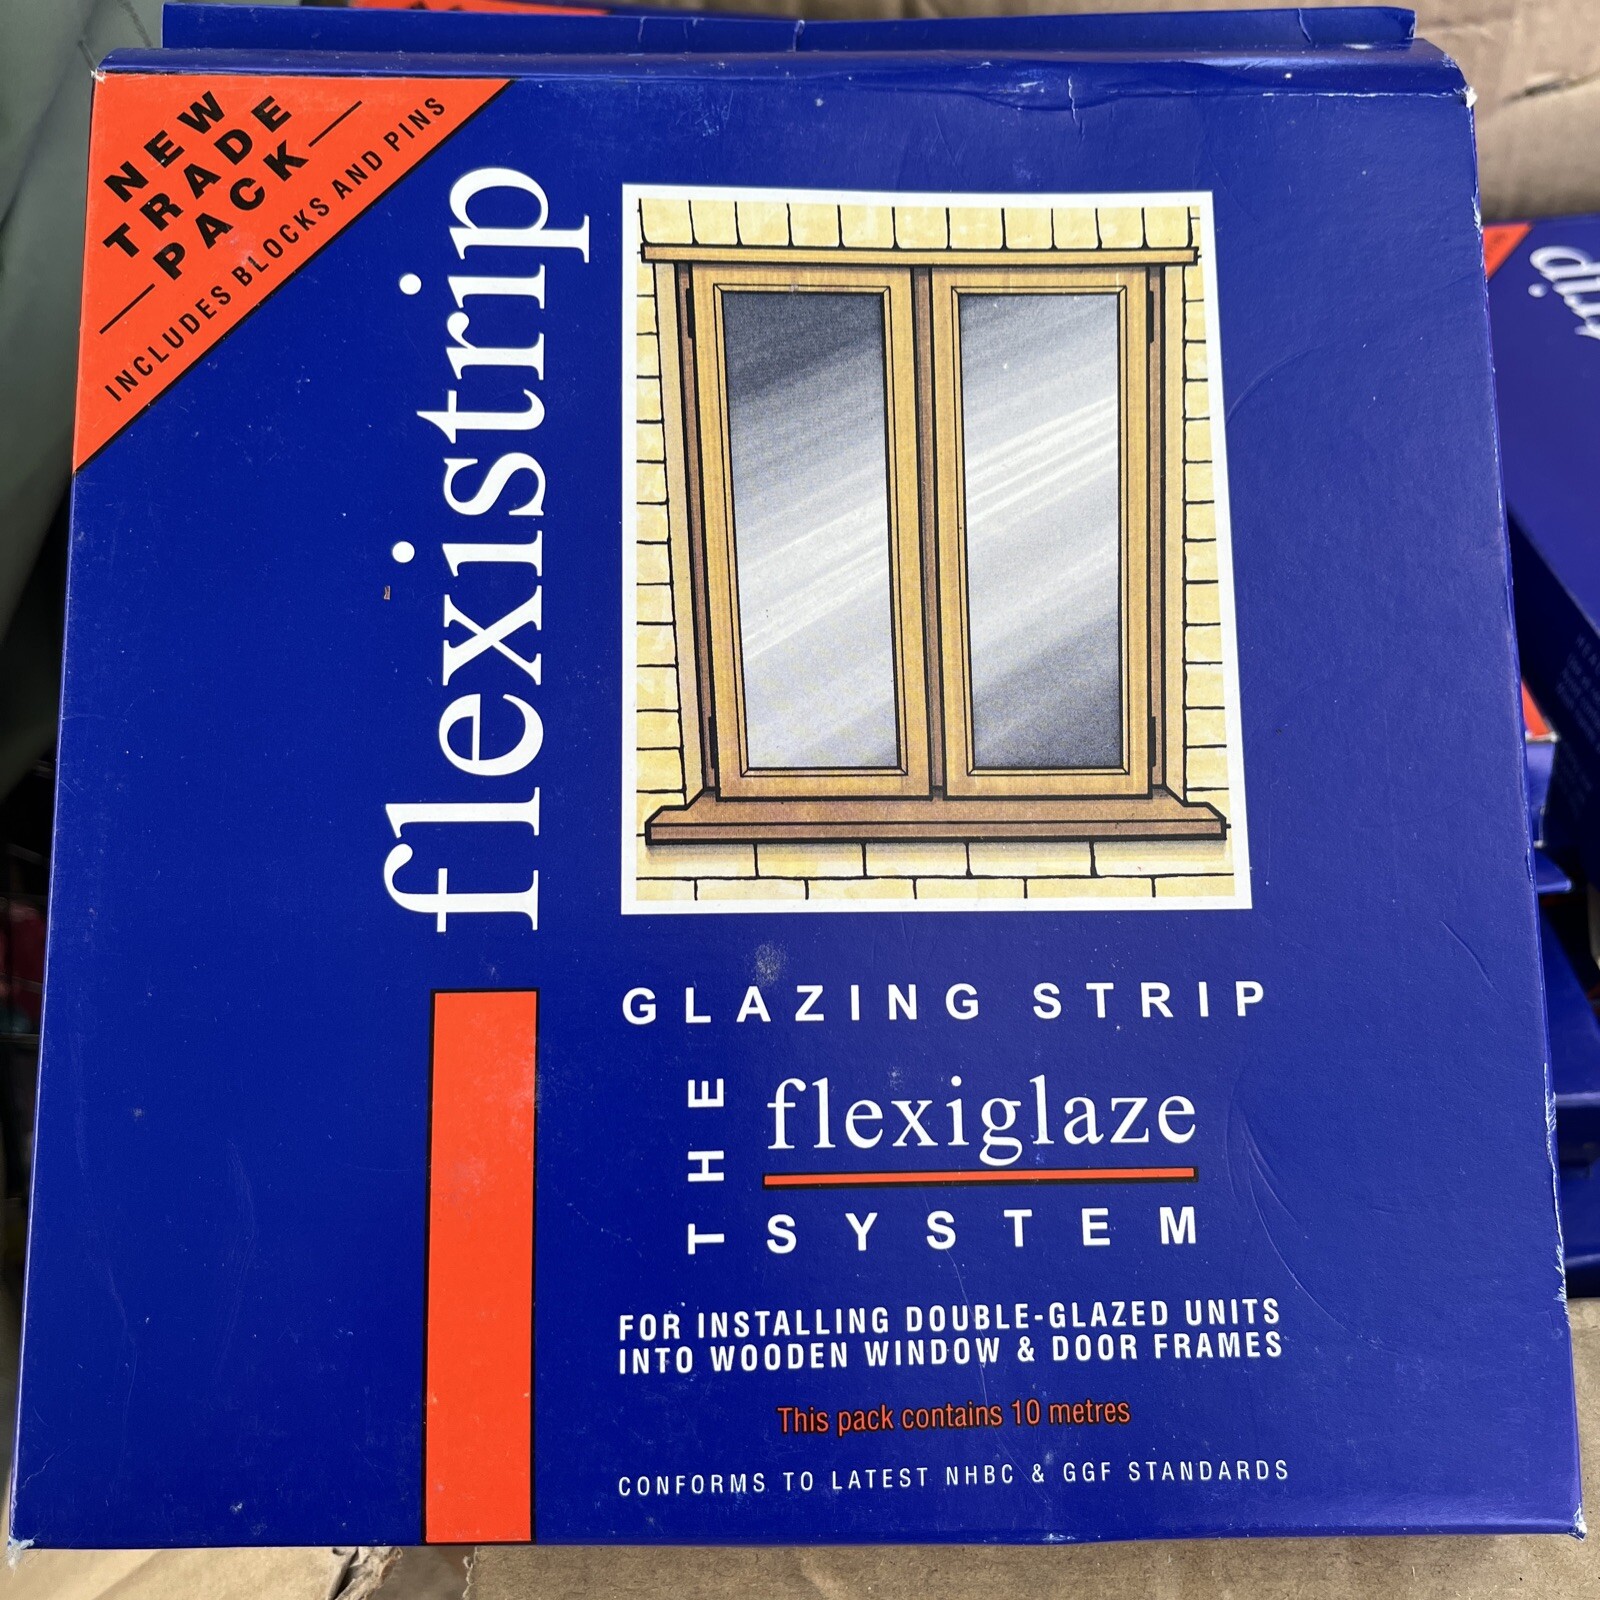 NEW
TRADE
PACK
INCLUDES BLOCKS AND PINS
flexistrip
GLAZING STRIP
THE
flexiglaze
SYSTEM
FOR INSTALLING DOUBLE-GLAZED UNITS
INTO WOODEN WINDOW & DOOR FRAMES
This pack contains 10 metres
CONFORMS TO LATEST NHBC & GGF STANDARDS